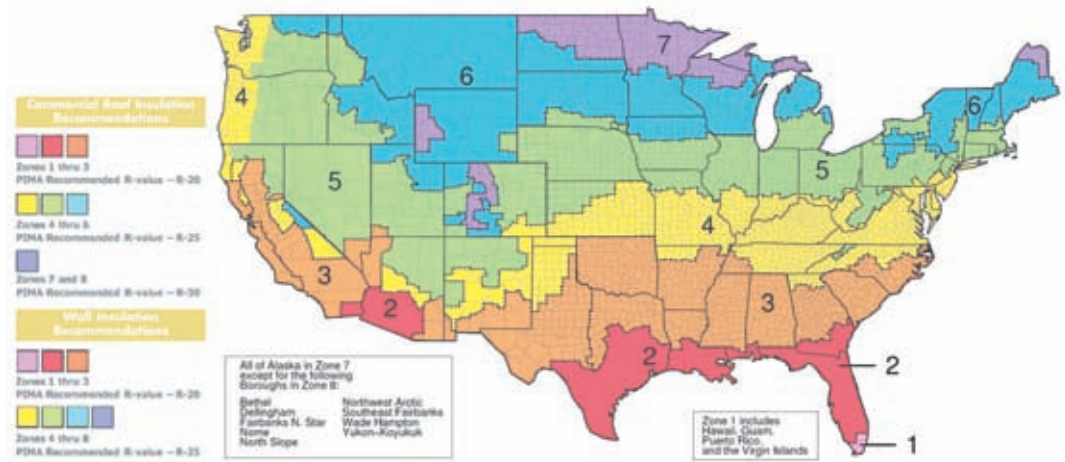 Commercial Roof Insulation
Recommendations
Zones 1 thru 3
PIMA Recommended R-value – R-20
Zones 4 thru 6
PIMA Recommended R-value – R-25
Zones 7 and 8
PIMA Recommended R-value – R-30
Wall Insulation
Recommendations
Zones 1 thru 3
PIMA Recommended R-value – R-20
Zones 4 thru 8
PIMA Recommended R-value – R-25
7
6
6
4
5
5
4
3
3
2
2
2
1
All of Alaska in Zone 7
except for the following
Boroughs in Zone 8:
Bethel Northwest Arctic
Dellingham Southeast Fairbanks
Fairbanks N. Star Wade Hampton
Nome Yukon-Koyukuk
North Slope
Zone 1 includes
Hawaii, Guam,
Puerto Rico,
and the Virgin Islands